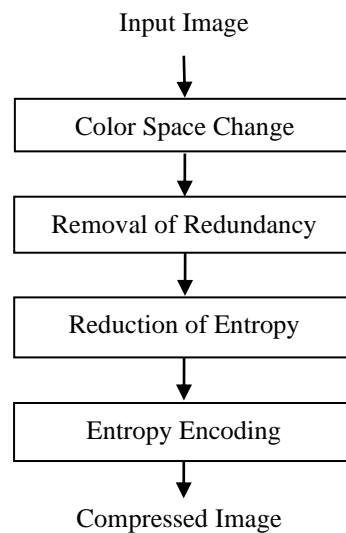 Input Image
Color Space Change
Removal of Redundancy
Reduction of Entropy
Entropy Encoding
Compressed Image